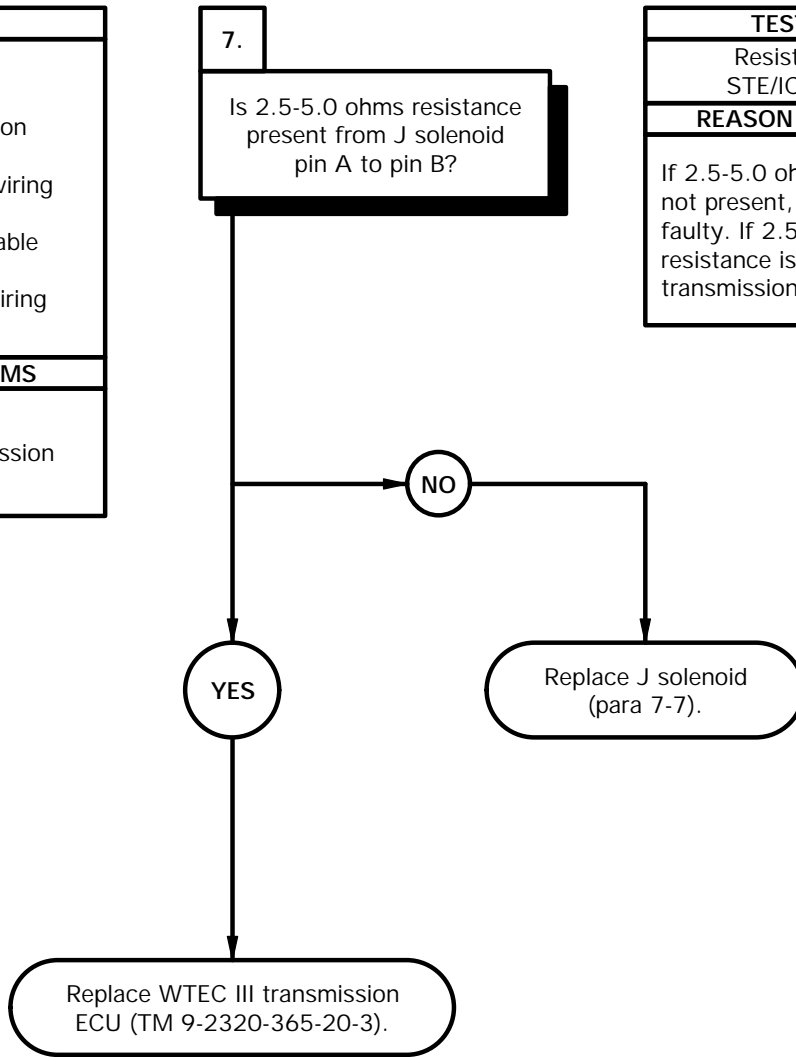 on
wiring
able
iring
MS
ssion
7.
Is 2.5-5.0 ohms resistance
present from J solenoid
pin A to pin B?
TEST
Resist
STE/IC
REASON
If 2.5-5.0 oh
not present,
faulty. If 2.5
resistance is
transmission
NO
YES
Replace J solenoid
(para 7-7).
Replace WTEC III transmission
ECU (TM 9-2320-365-20-3).